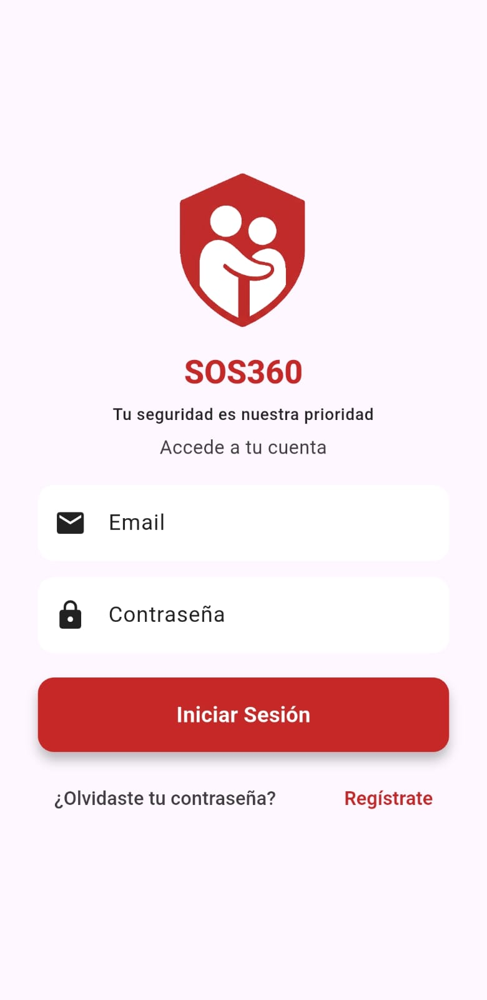 SOS360
Tu seguridad es nuestra prioridad
Accede a tu cuenta
Email
Contraseña
Iniciar Sesión
¿Olvidaste tu contraseña? Regístrate